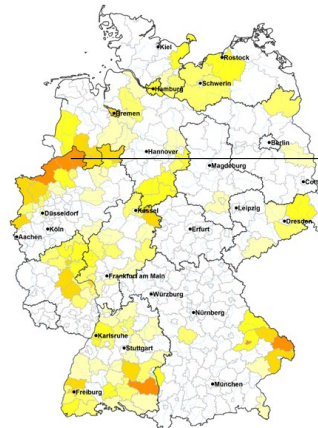 Kiel
Rostock
Schwerin
Hamburg
Bremen
Berlin
Hannover
Magdeburg
Cott
Düsseldorf
Kassel
Leipzig
Dresden
Köln
Erfurt
Aachen
Frankfurt am Main
Würzburg
Nürnberg
Karlsruhe
Stuttgart
München
Freiburg